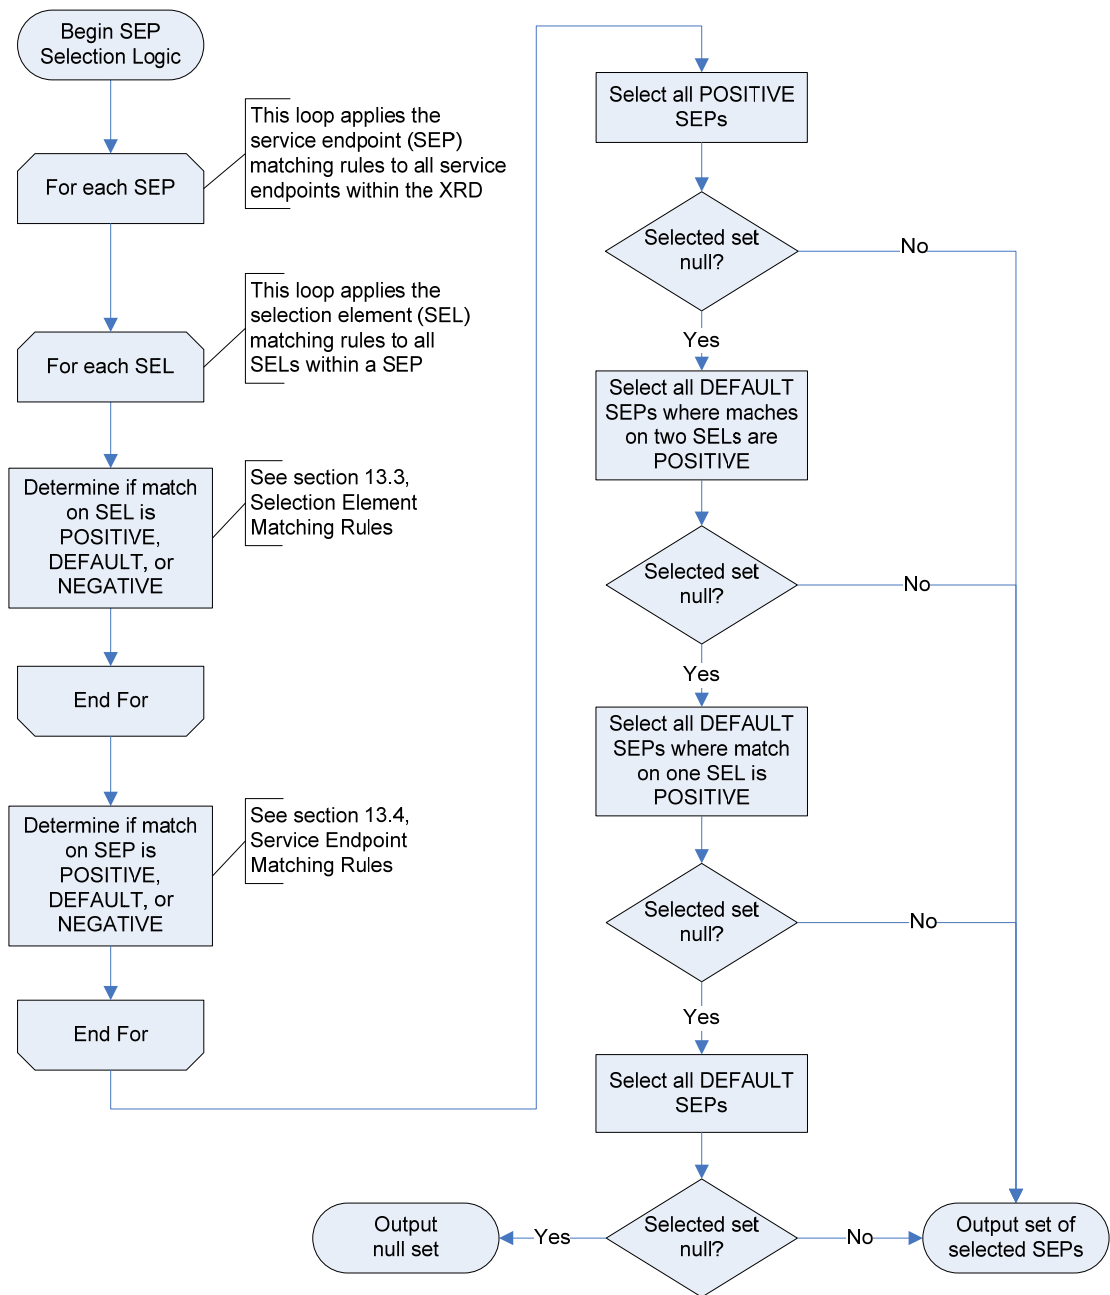 Begin SEP
Selection Logic
This loop applies the
service endpoint (SEP)
matching rules to all service
endpoints within the XRD
For each SEP
This loop applies the
selection element (SEL)
matching rules to all
SELs within a SEP
For each SEL
Determine if match
on SEL is
POSITIVE,
DEFAULT, or
NEGATIVE
See section 13.3,
Selection Element
Matching Rules
End For
Determine if match
on SEP is
POSITIVE,
DEFAULT, or
NEGATIVE
See section 13.4,
Service Endpoint
Matching Rules
End For
Select all POSITIVE
SEPs
Selected set
null?
No
Yes
Select all DEFAULT
SEPs where maches
on two SELs are
POSITIVE
Selected set
null?
No
Yes
Select all DEFAULT
SEPs where match
on one SEL is
POSITIVE
Selected set
null?
No
Yes
Select all DEFAULT
SEPs
Selected set
null?
Yes
No
Output
null set
Output set of
selected SEPs